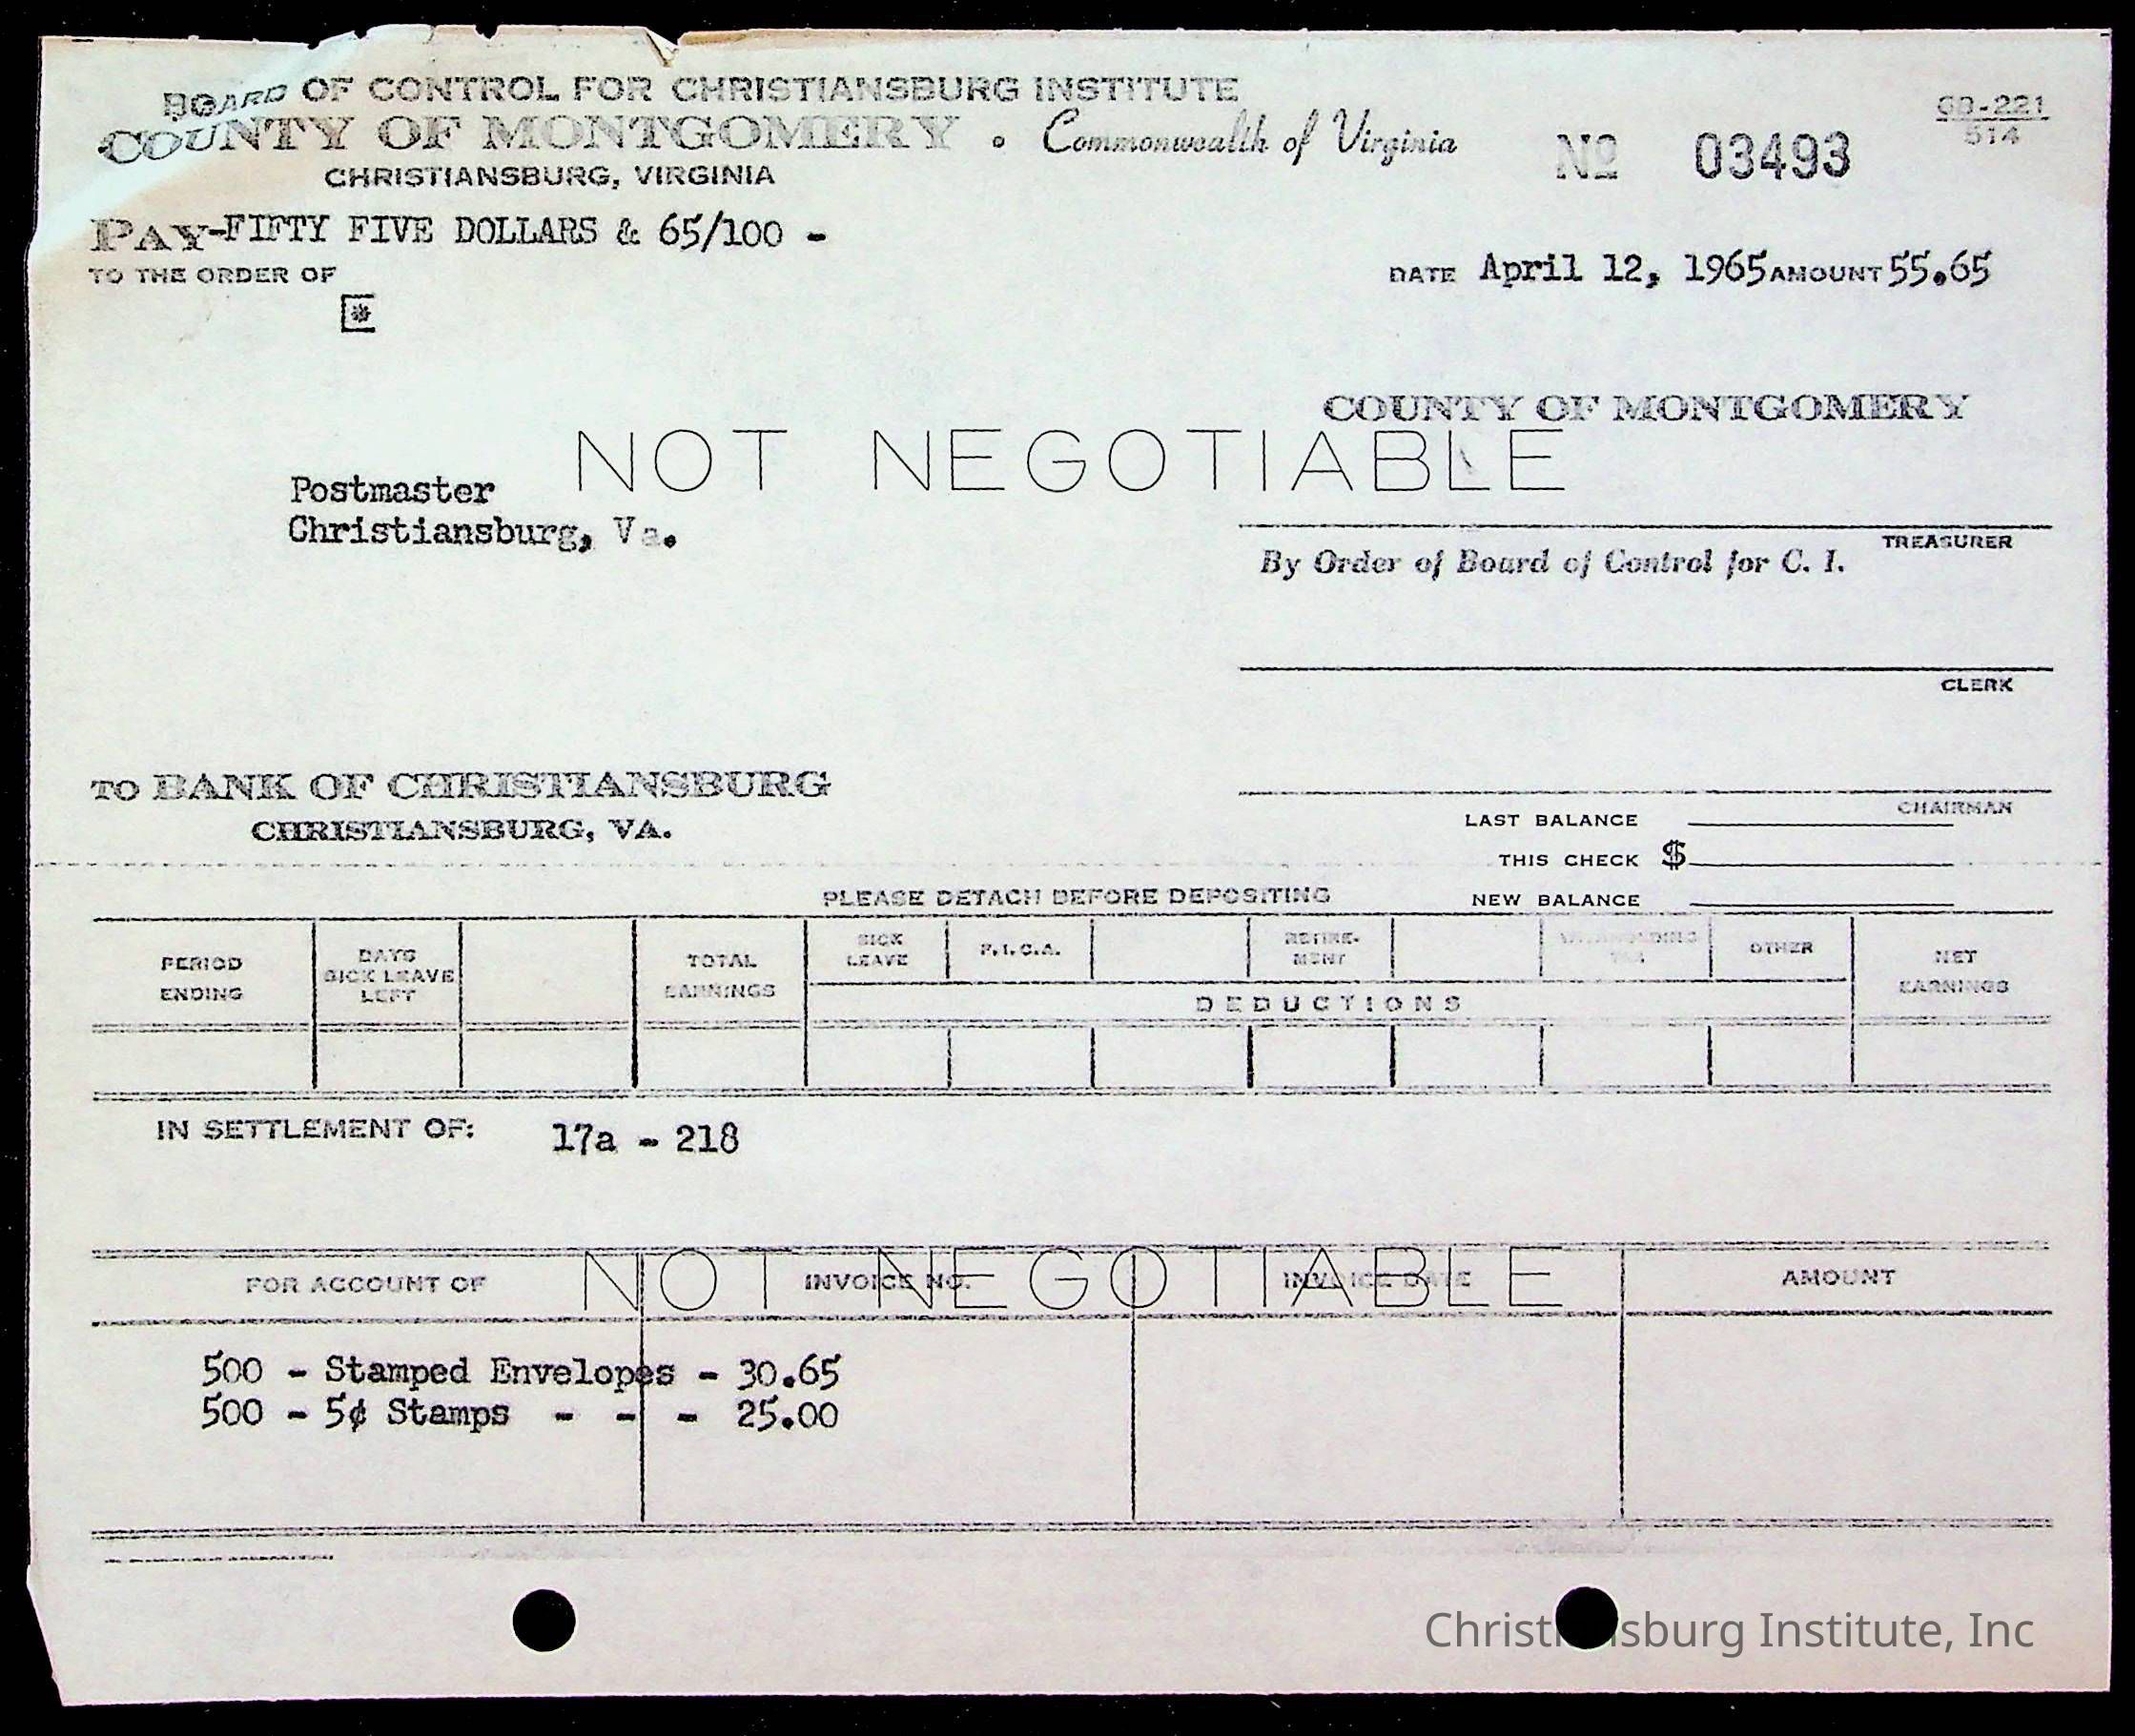 BOARD OF CONTROL FOR CHRISTIANSBURG INSTITUTE
COUNTY OF MONTGOMERY • Commonwealth of Virginia
CHRISTIANSBURG, VIRGINIA
Nº 03493
68-221
514
PAY-FIFTY FIVE DOLLARS & 65/100 -
TO THE ORDER OF
DATE April 12, 1965 AMOUNT 55.65
COUNTY OF MONTGOMERY
NOT NEGOTIABLE
Postmaster
Christiansburg, Va.
TREASURER
By Order of Board of Control for C. I.
CLERK
TO BANK OF CHRISTIANSBURG
CHRISTIANSBURG, VA.
CHAIRMAN
LAST BALANCE
THIS CHECK $
NEW BALANCE
PLEASE DETACH BEFORE DEPOSITING
PERIOD ENDING
DAYS SICK LEAVE LEFT
TOTAL EARNINGS
SICK LEAVE
F.I.C.A.
RETIRE-MENT
WITHHOLDING TAX
OTHER
NET EARNINGS
DEDUCTIONS
IN SETTLEMENT OF: 17a - 218
NOT NEGOTIABLE
FOR ACCOUNT OF INVOICE NO. INVOICE DATE AMOUNT
500 - Stamped Envelopes - 30.65
500 - 5¢ Stamps - - - 25.00
Christiansburg Institute, Inc